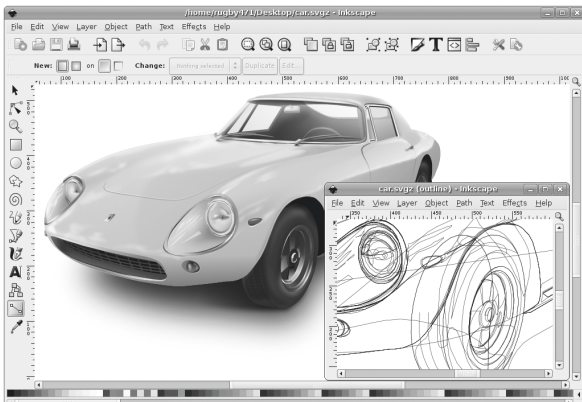 /home/rugby471/Desktop/car.svgz - Inkscape
File Edit View Layer Object Path Text Effects Help
New: on Change: Nothing selected Duplicate Edit...
100 200 300 400 500 600 700 800 900
car.svgz (outline) - Inkscape
File Edit View Layer Object Path Text Effects Help
350 400 450 500 550